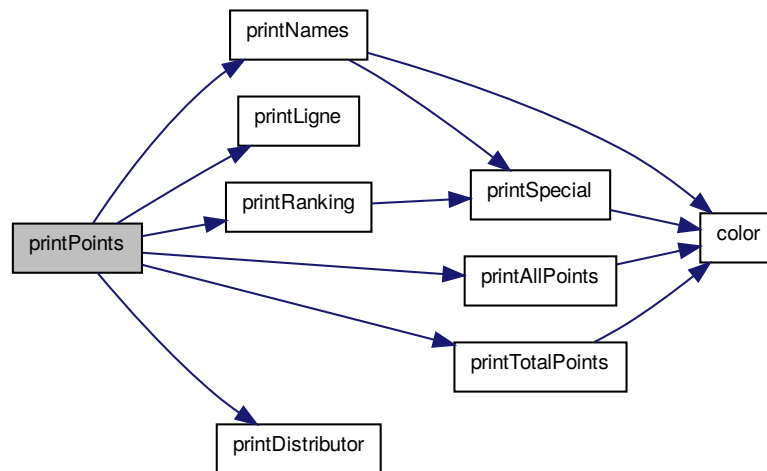 printNames
printLigne
printSpecial
printRanking
color
printPoints
printAllPoints
printTotalPoints
printDistributor